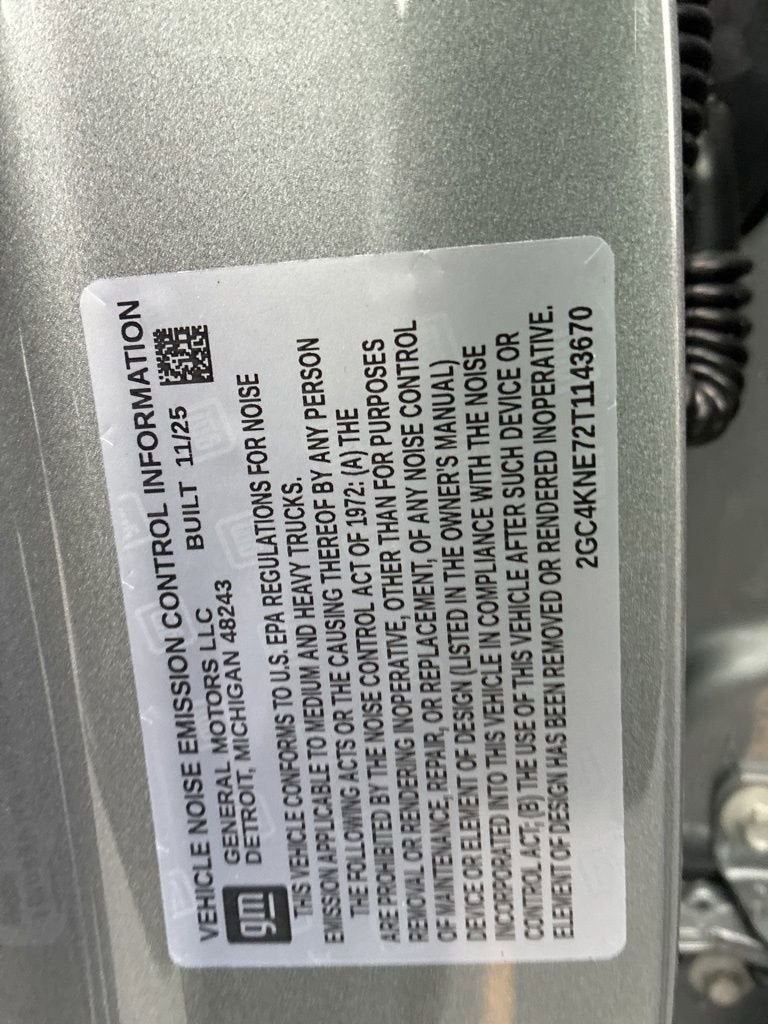 VEHICLE NOISE EMISSION CONTROL INFORMATION
gm
GENERAL MOTORS LLC BUILT 11/25
DETROIT, MICHIGAN 48243
THIS VEHICLE CONFORMS TO U.S. EPA REGULATIONS FOR NOISE
EMISSION APPLICABLE TO MEDIUM AND HEAVY TRUCKS.
THE FOLLOWING ACTS OR THE CAUSING THEREOF BY ANY PERSON
ARE PROHIBITED BY THE NOISE CONTROL ACT OF 1972: (A) THE
REMOVAL OR RENDERING INOPERATIVE, OTHER THAN FOR PURPOSES
OF MAINTENANCE, REPAIR, OR REPLACEMENT, OF ANY NOISE CONTROL
DEVICE OR ELEMENT OF DESIGN (LISTED IN THE OWNER'S MANUAL)
INCORPORATED INTO THIS VEHICLE IN COMPLIANCE WITH THE NOISE
CONTROL ACT; (B) THE USE OF THIS VEHICLE AFTER SUCH DEVICE OR
ELEMENT OF DESIGN HAS BEEN REMOVED OR RENDERED INOPERATIVE.
2GC4KNE72T1143670